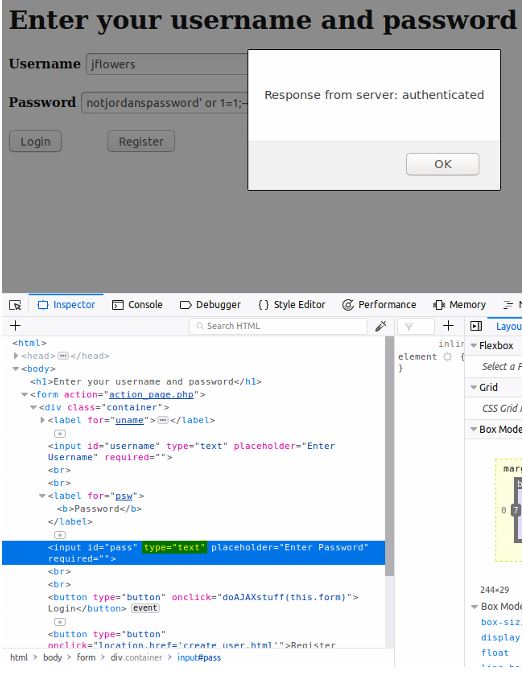 Enter your username and password
Username jflowers
Response from server: authenticated
Password notjordanspassword' or 1=1;--
Login Register
OK
Inspector Console Debugger {} Style Editor Performance Memory
+ Search HTML +
Layou
<html>
<head> ··· </head>
<body>
<h1>Enter your username and password</h1>
<form action="action_page.php">
<div class="container">
<label for="uname"> ··· </label>
<input id="username" type="text" placeholder="Enter
Username" required="">
<br>
<br>
<label for="psw">
<b>Password</b>
</label>
<input id="pass" type="text" placeholder="Enter Password"
required="">
<br>
<br>
<button type="button" onclick="doAJAXstuff(this.form)">
Login</button> event
<button type="button"
onclick="location.href='create_user.html'">Register
html > body > form > div.container > input#pass
element {
}
Flexbox
Select a F
Grid
CSS Grid
Box Mode
0 7
244×29
Box Mode
box-siz
display
float